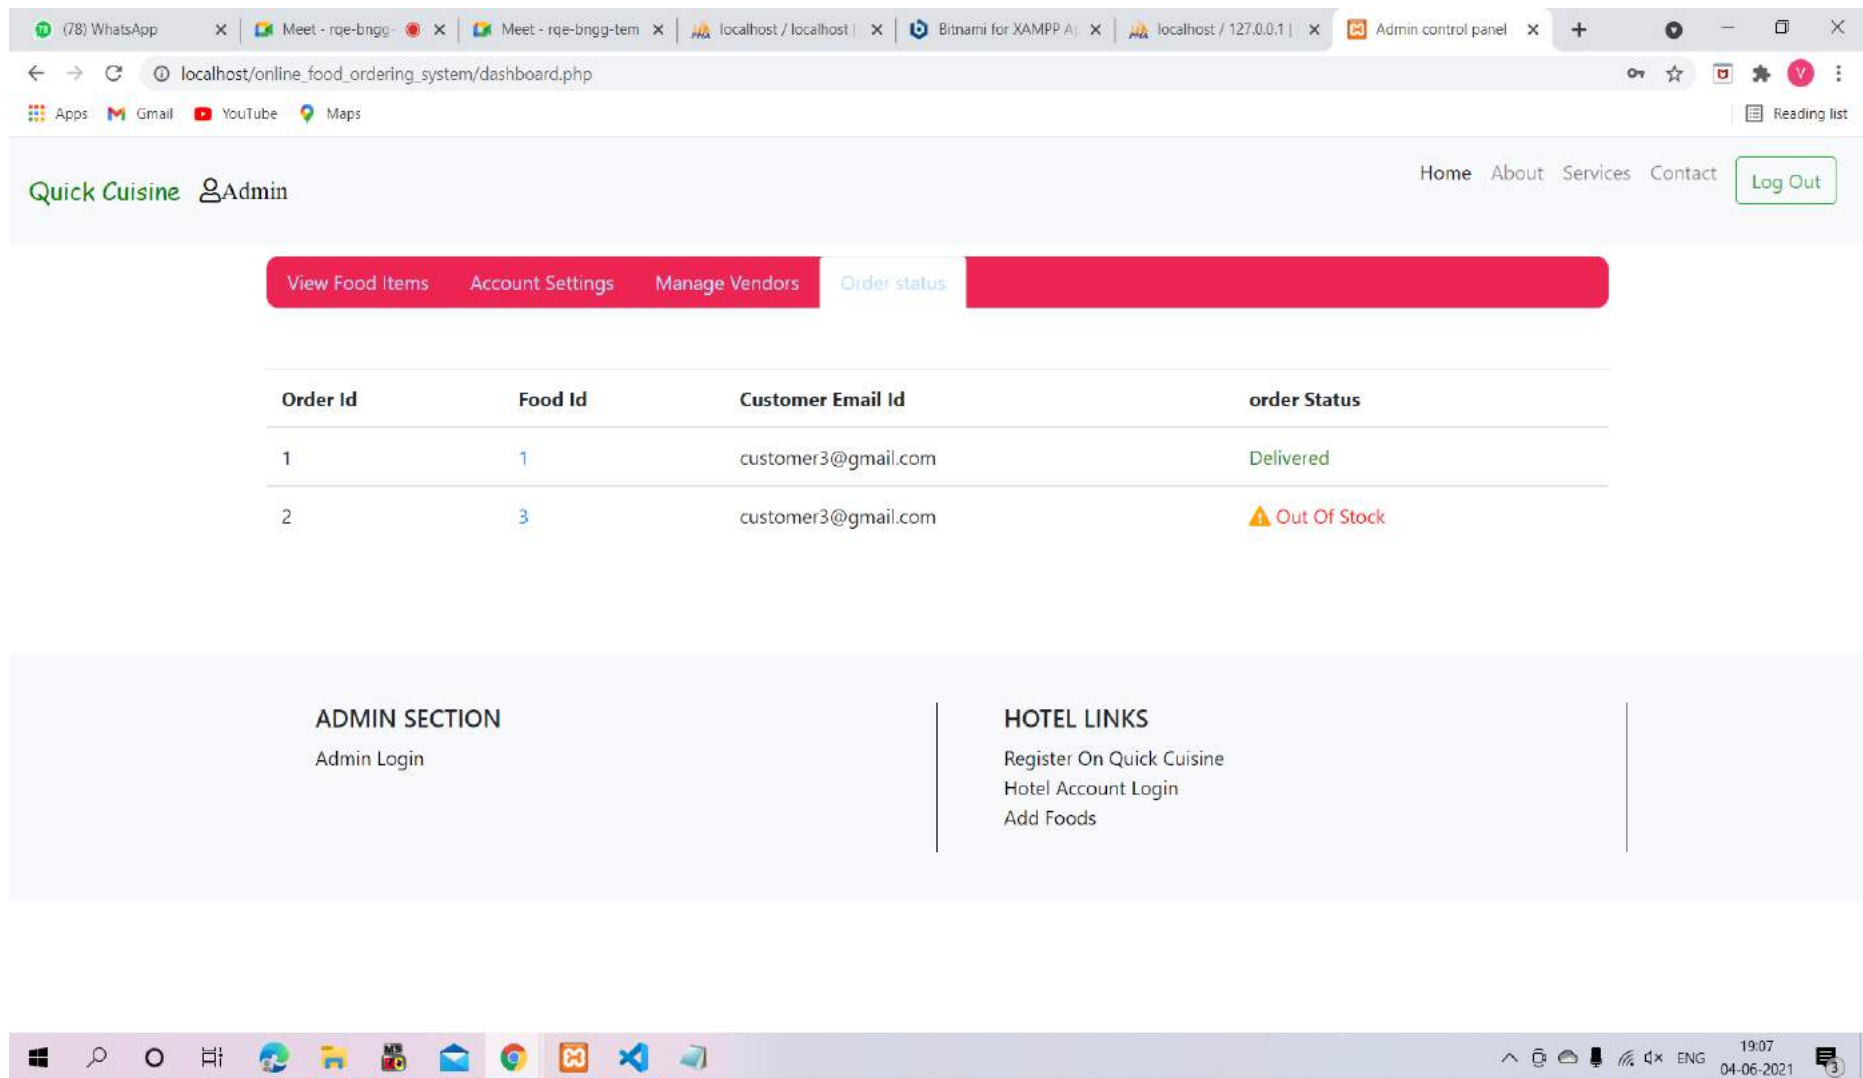 (78) WhatsApp
Meet - rqe-bngg-
Meet - rqe-bngg-tem
localhost / localhost |
Bitnami for XAMPP A
localhost / 127.0.0.1 |
Admin control panel
localhost/online_food_ordering_system/dashboard.php
Apps Gmail YouTube Maps
Reading list
Quick Cuisine Admin
Home About Services Contact Log Out
View Food Items Account Settings Manage Vendors Order status
Order Id Food Id Customer Email Id order Status
1 1 customer3@gmail.com Delivered
2 3 customer3@gmail.com Out Of Stock
ADMIN SECTION
Admin Login
HOTEL LINKS
Register On Quick Cuisine
Hotel Account Login
Add Foods
ENG
19:07
04-06-2021
3